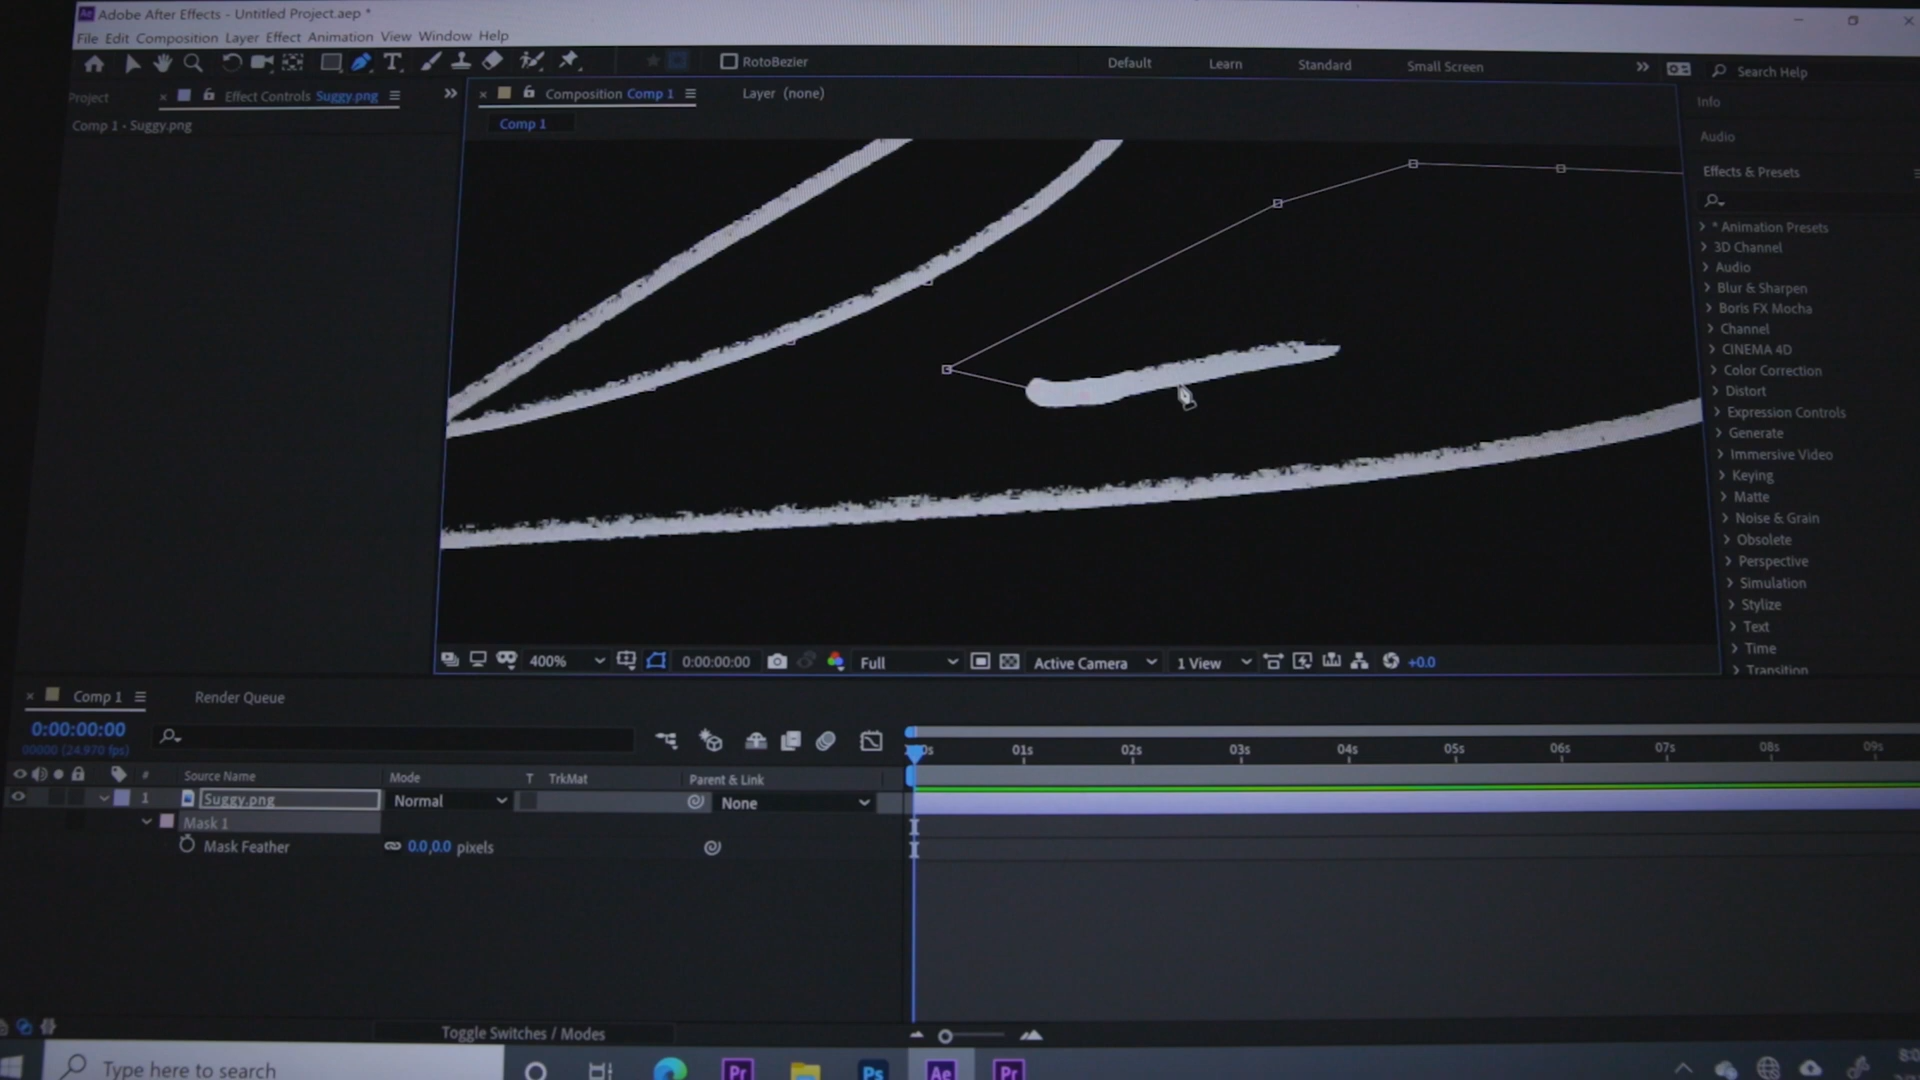 Adobe After Effects - Untitled Project.aep *
File Edit Composition Layer Effect Animation View Window Help
RotoBezier
Default
Learn
Standard
Small Screen
Search Help
Project
Effect Controls Suggy.png
Composition Comp 1
Layer (none)
Info
Comp 1 • Suggy.png
Comp 1
Audio
Effects & Presets
* Animation Presets
3D Channel
Audio
Blur & Sharpen
Boris FX Mocha
Channel
CINEMA 4D
Color Correction
Distort
Expression Controls
Generate
Immersive Video
Keying
Matte
Noise & Grain
Obsolete
Perspective
Simulation
Stylize
Text
Time
Transition
400%
0:00:00:00
Full
Active Camera
1 View
+0.0
Comp 1
Render Queue
0:00:00:00
00000 (24.970 fps)
01s
02s
03s
04s
05s
06s
07s
08s
09s
# Source Name
Mode
T TrkMat
Parent & Link
1 Suggy.png
Normal
None
Mask 1
Mask Feather
0.0,0.0 pixels
Toggle Switches / Modes
Type here to search
Pr
Ps
Ae
Pr